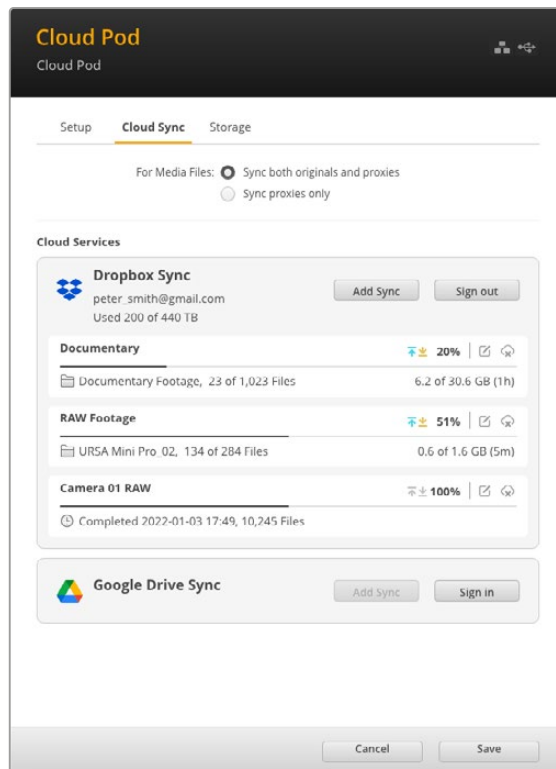 Cloud Pod
Cloud Pod
Setup Cloud Sync Storage
For Media Files: Sync both originals and proxies
Sync proxies only
Cloud Services
Dropbox Sync
peter_smith@gmail.com
Used 200 of 440 TB
Add Sync Sign out
Documentary 20%
Documentary Footage, 23 of 1,023 Files 6.2 of 30.6 GB (1h)
RAW Footage 51%
URSA Mini Pro_02, 134 of 284 Files 0.6 of 1.6 GB (5m)
Camera 01 RAW 100%
Completed 2022-01-03 17:49, 10,245 Files
Google Drive Sync Add Sync Sign in
Cancel Save